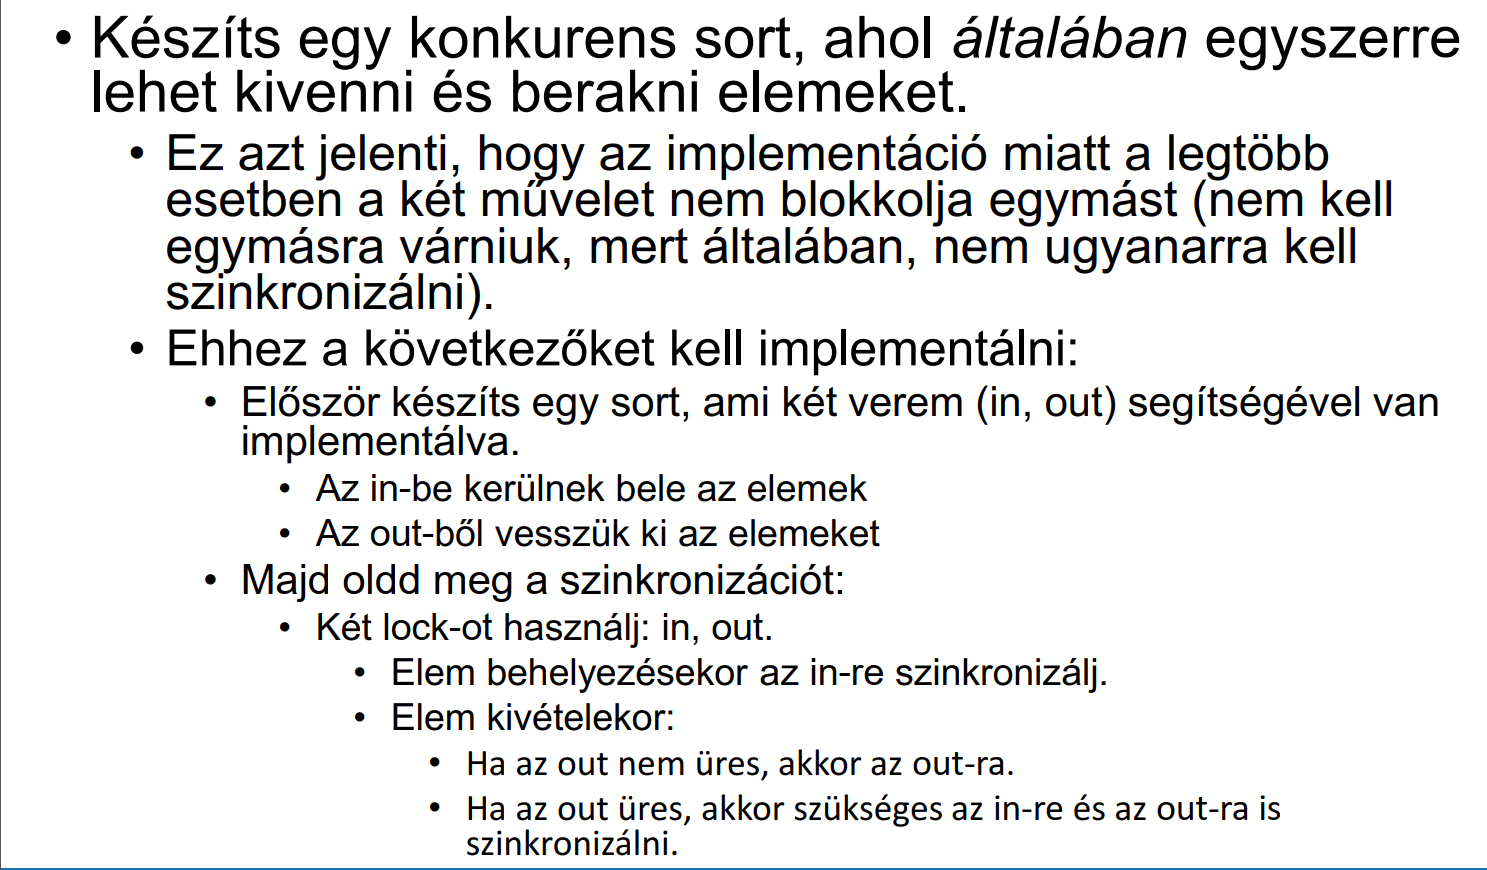 • Készíts egy konkurens sort, ahol általában egyszerre
lehet kivenni és berakni elemeket.
• Ez azt jelenti, hogy az implementáció miatt a legtöbb
esetben a két művelet nem blokkolja egymást (nem kell
egymásra várniuk, mert általában, nem ugyanarra kell
szinkronizálni).
• Ehhez a következőket kell implementálni:
• Először készíts egy sort, ami két verem (in, out) segítségével van
implementálva.
• Az in-be kerülnek bele az elemek
• Az out-ből vesszük ki az elemeket
• Majd oldd meg a szinkronizációt:
• Két lock-ot használj: in, out.
• Elem behelyezésekor az in-re szinkronizálj.
• Elem kivételekor:
• Ha az out nem üres, akkor az out-ra.
• Ha az out üres, akkor szükséges az in-re és az out-ra is
szinkronizálni.